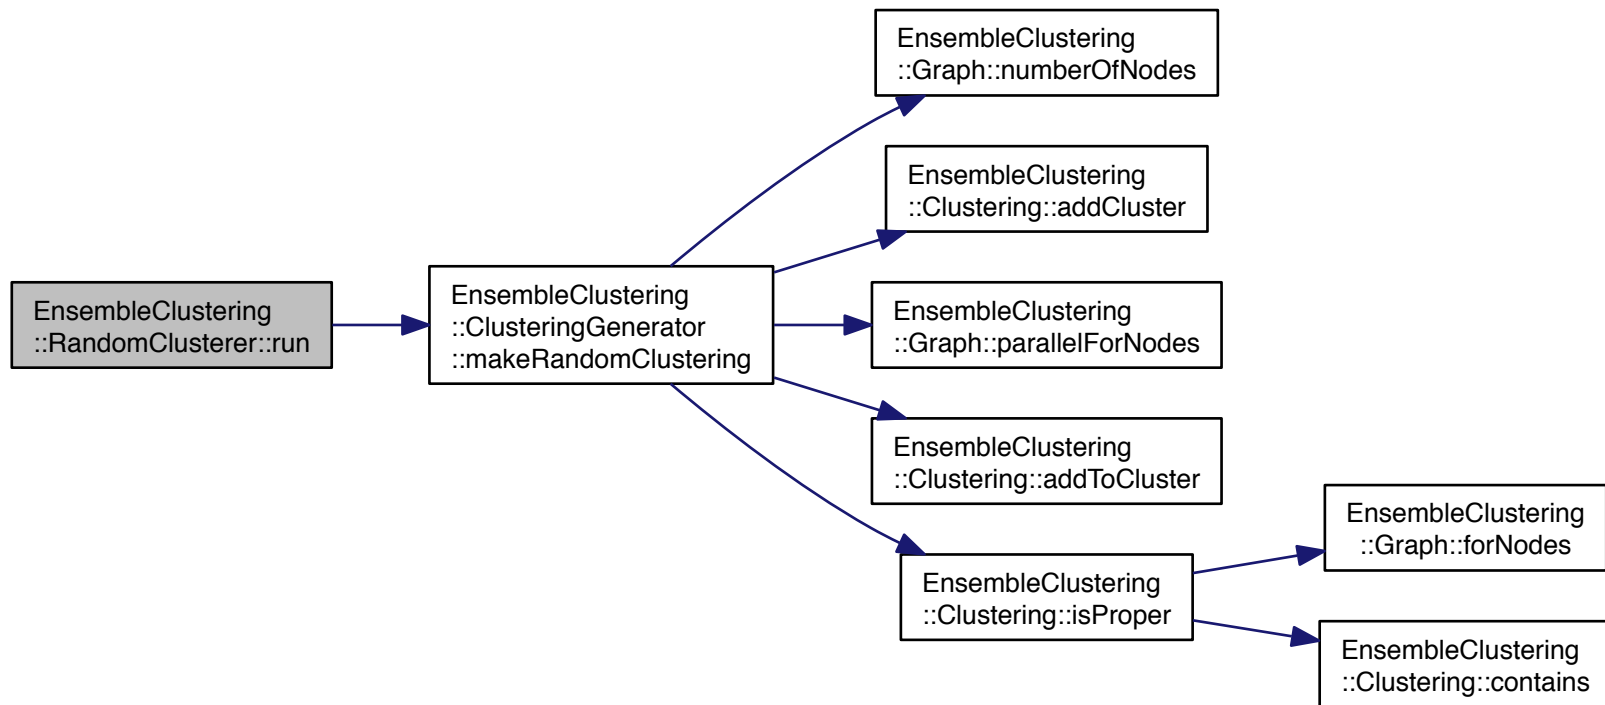 EnsembleClustering
::RandomClusterer::run
EnsembleClustering
::ClusteringGenerator
::makeRandomClustering
EnsembleClustering
::Graph::numberOfNodes
EnsembleClustering
::Clustering::addCluster
EnsembleClustering
::Graph::parallelForNodes
EnsembleClustering
::Clustering::addToCluster
EnsembleClustering
::Clustering::isProper
EnsembleClustering
::Graph::forNodes
EnsembleClustering
::Clustering::contains